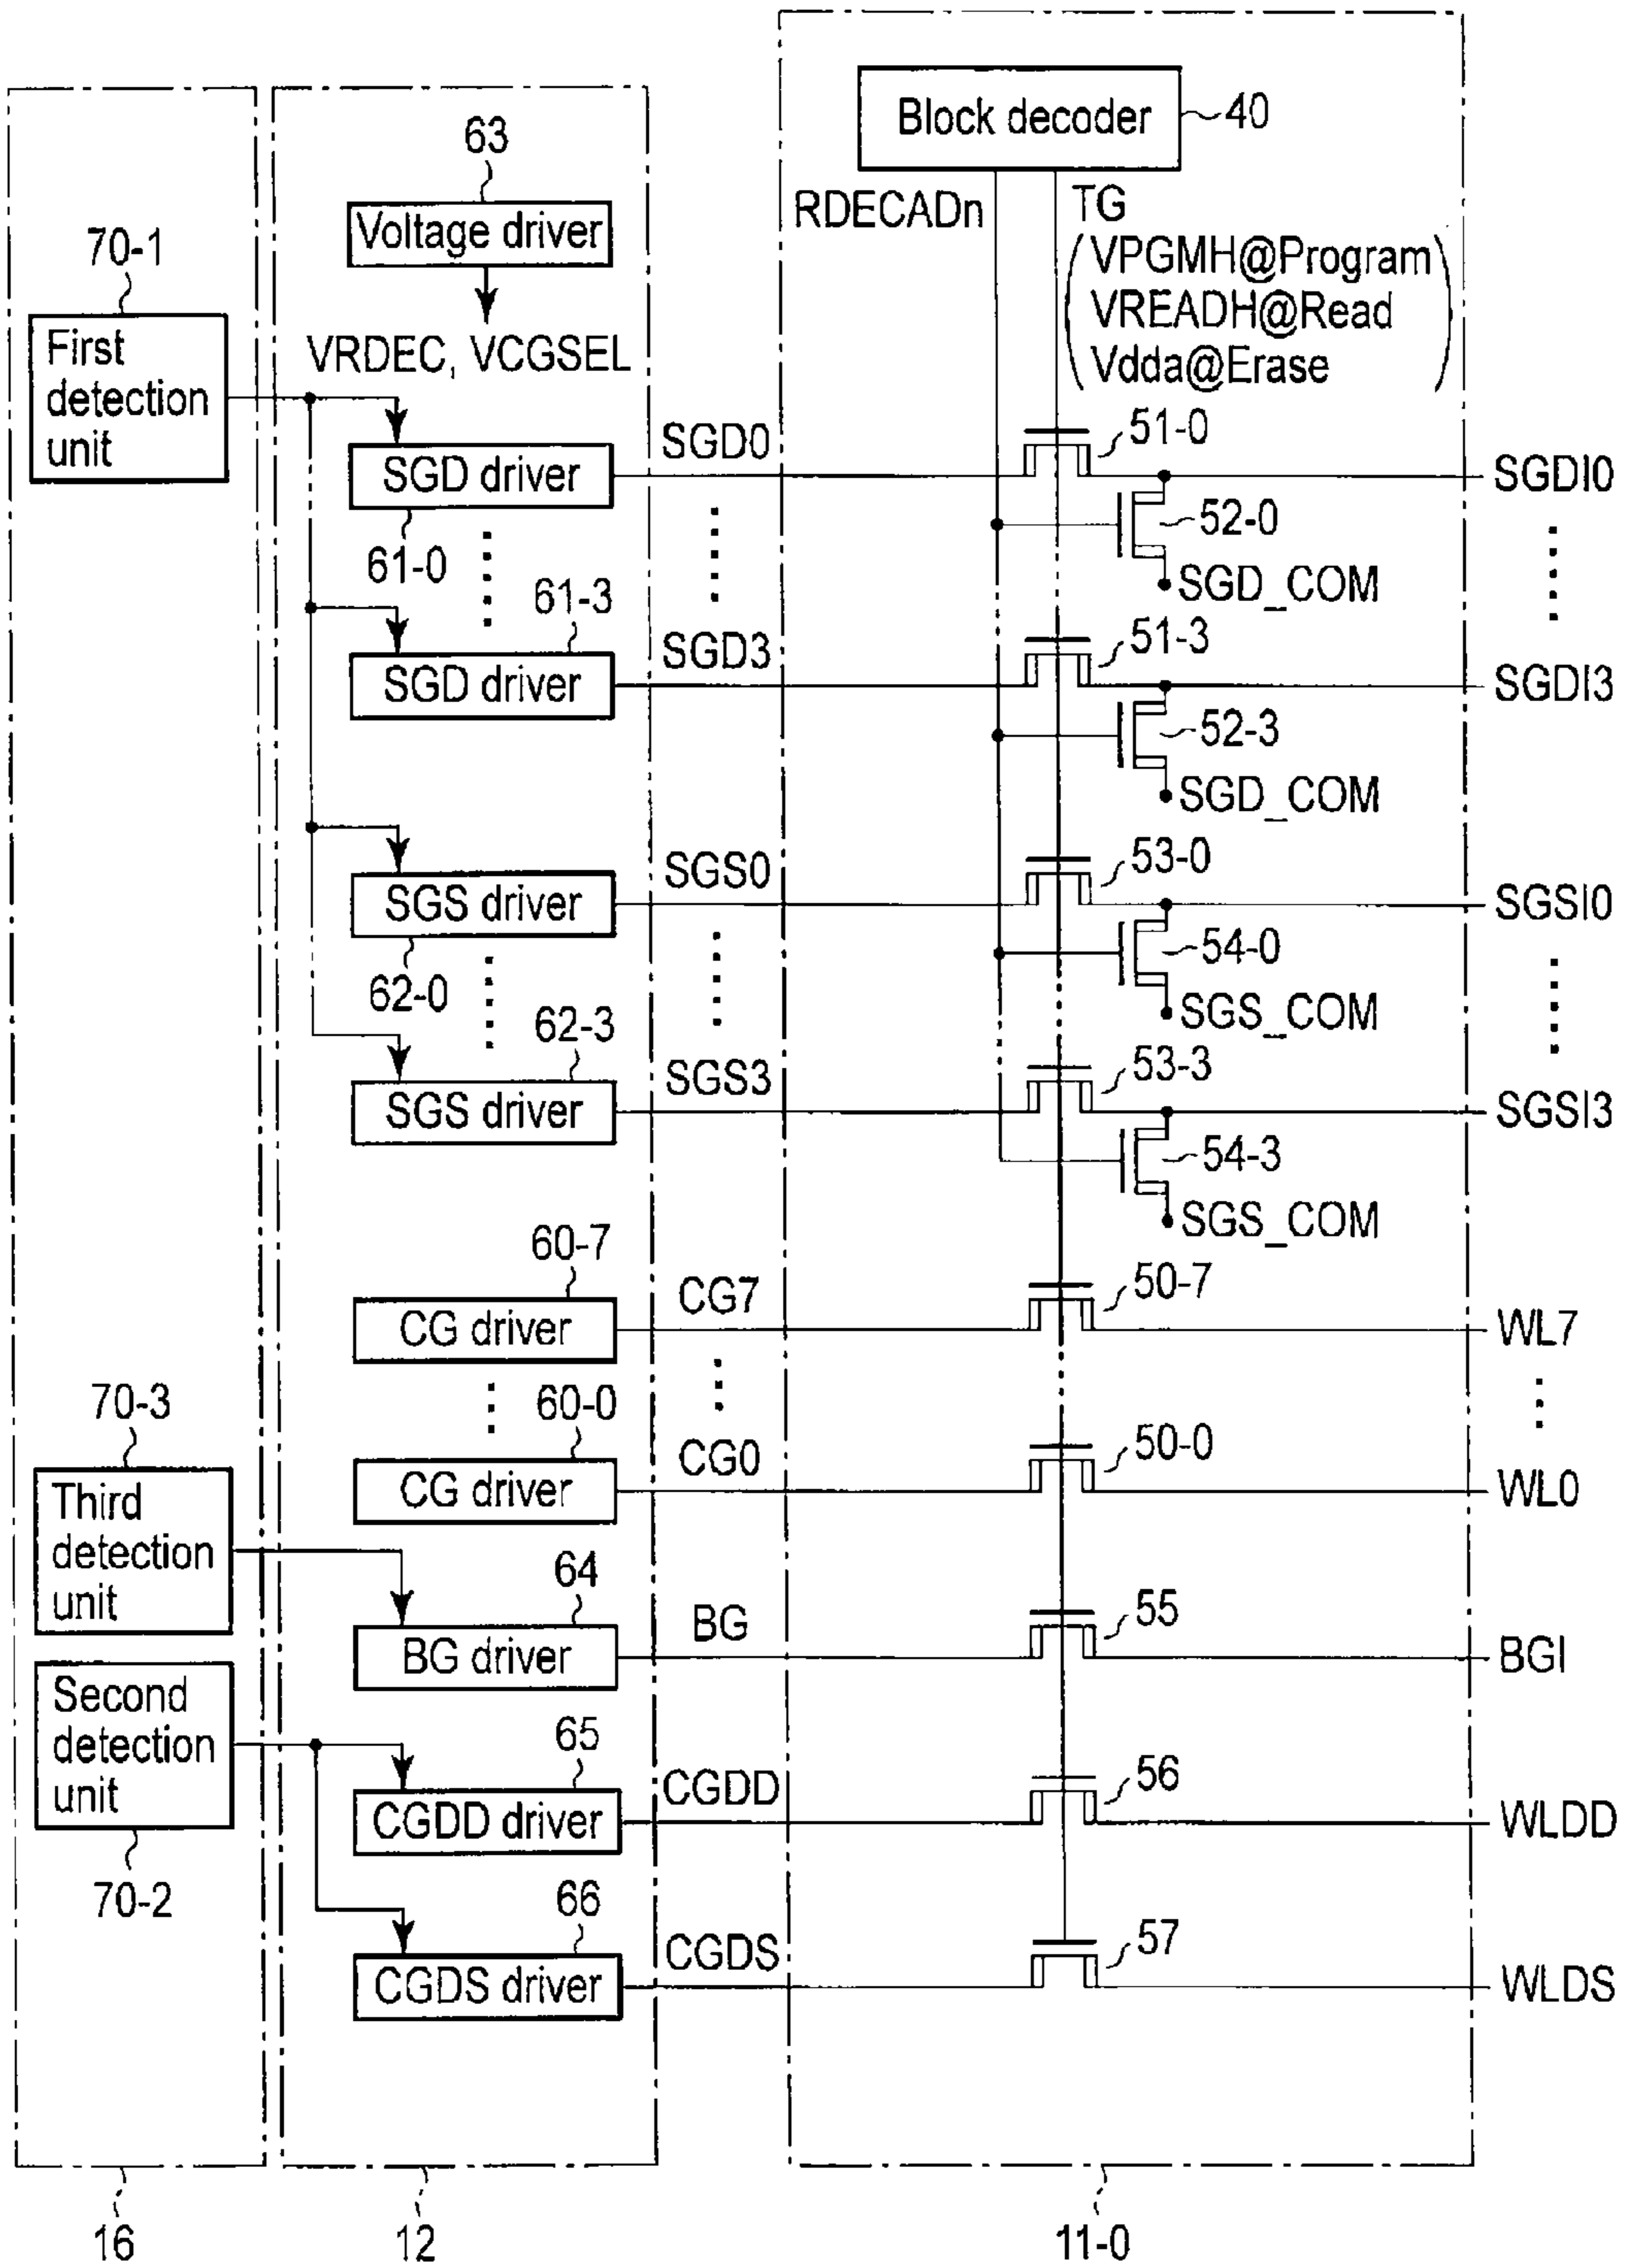 Block decoder
40
63
RDECADn
TG
Voltage driver
VPGMH@Program
70-1
VREADH@Read
First
detection
unit
VRDEC, VCGSEL
Vdda@Erase
SGD0
51-0
SGD driver
SGDI0
52-0
61-0
SGD_COM
61-3
SGD3
51-3
SGD driver
SGDI3
52-3
SGD_COM
SGS0
53-0
SGS driver
SGSI0
54-0
62-0
SGS_COM
62-3
SGS3
53-3
SGS driver
SGSI3
54-3
SGS_COM
60-7
CG7
50-7
CG driver
WL7
70-3
60-0
CG0
50-0
Third
detection
unit
CG driver
WL0
64
BG
55
BG driver
BGI
Second
detection
unit
65
CGDD
56
CGDD driver
WLDD
70-2
66
CGDS
57
CGDS driver
WLDS
16
12
11-0